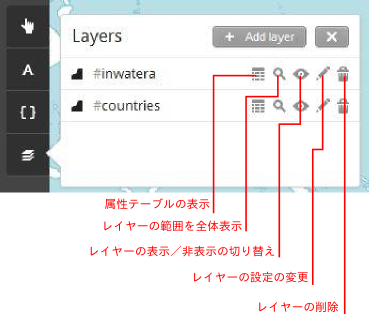 Layers
+ Add layer ×
#inwatera
#countries
A
{ }
属性テーブルの表示
レイヤーの範囲を全体表示
レイヤーの表示／非表示の切り替え
レイヤーの設定の変更
レイヤーの削除